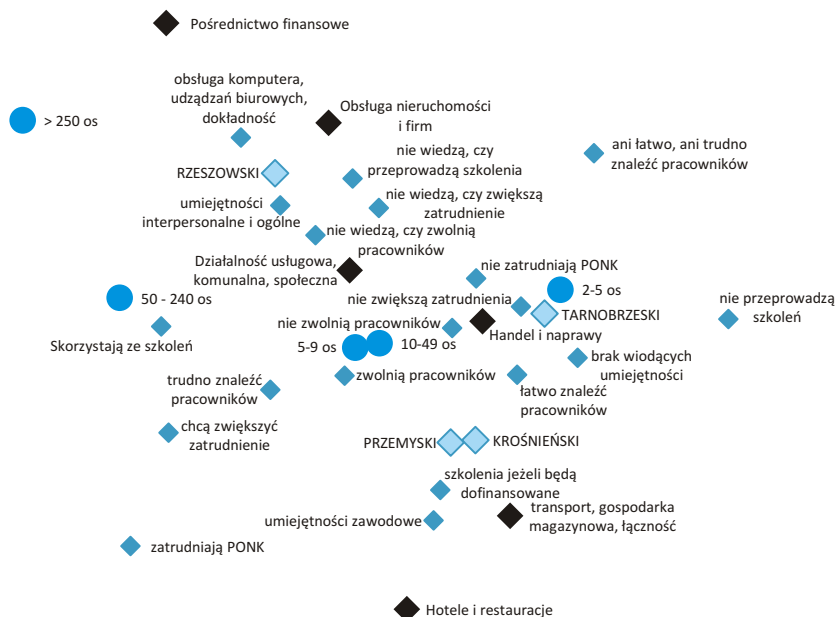 Pośrednictwo finansowe
obsługa komputera,
udządzań biurowych,
dokładność
> 250 os
Obsługa nieruchomości
i firm
ani łatwo, ani trudno
znaleźć pracowników
nie wiedzą, czy
przeprowadzą szkolenia
RZESZOWSKI
nie wiedzą, czy zwiększą
zatrudnienie
umiejętności
interpersonalne i ogólne
nie wiedzą, czy zwolnią
pracowników
Działalność usługowa,
komunalna, społeczna
nie zatrudniają PONK
2-5 os
50 - 240 os
nie zwiększą zatrudnienia
TARNOBRZESKI
nie przeprowadzą
szkoleń
nie zwolnią pracowników
Handel i naprawy
Skorzystają ze szkoleń
5-9 os
10-49 os
brak wiodących
umiejętności
trudno znaleźć
pracowników
zwolnią pracowników
łatwo znaleźć
pracowników
chcą zwiększyć
zatrudnienie
PRZEMYSKI
KROŚNIEŃSKI
szkolenia jeżeli będą
dofinansowane
umiejętności zawodowe
transport, gospodarka
magazynowa, łączność
zatrudniają PONK
Hotele i restauracje